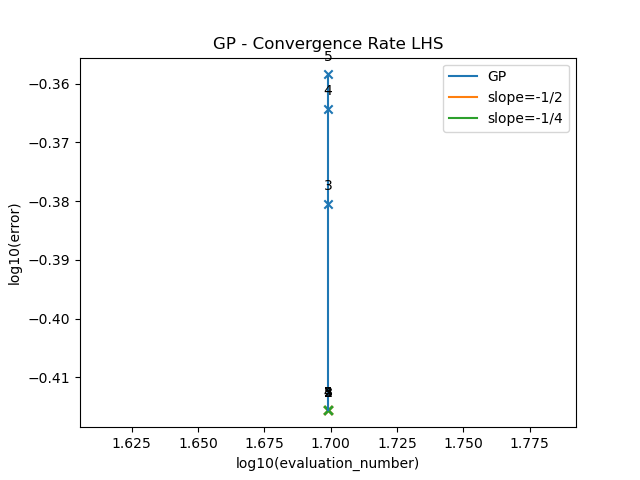 GP - Convergence Rate LHS
5
4
3
GP
slope=-1/2
slope=-1/4
−0.36
−0.37
−0.38
−0.39
−0.40
−0.41
log10(error)
1.625
1.650
1.675
1.700
1.725
1.750
1.775
log10(evaluation_number)